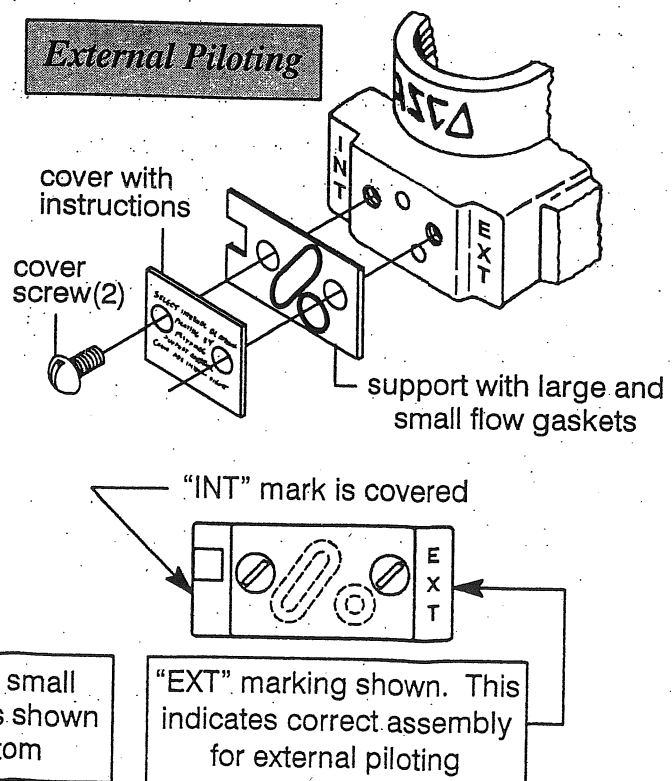 External Piloting
ASCO
INT
EXT
cover with
instructions
cover
screw(2)
support with large and
small flow gaskets
"INT" mark is covered
EXT
small
s shown
tom
"EXT" marking shown. This
indicates correct assembly
for external piloting